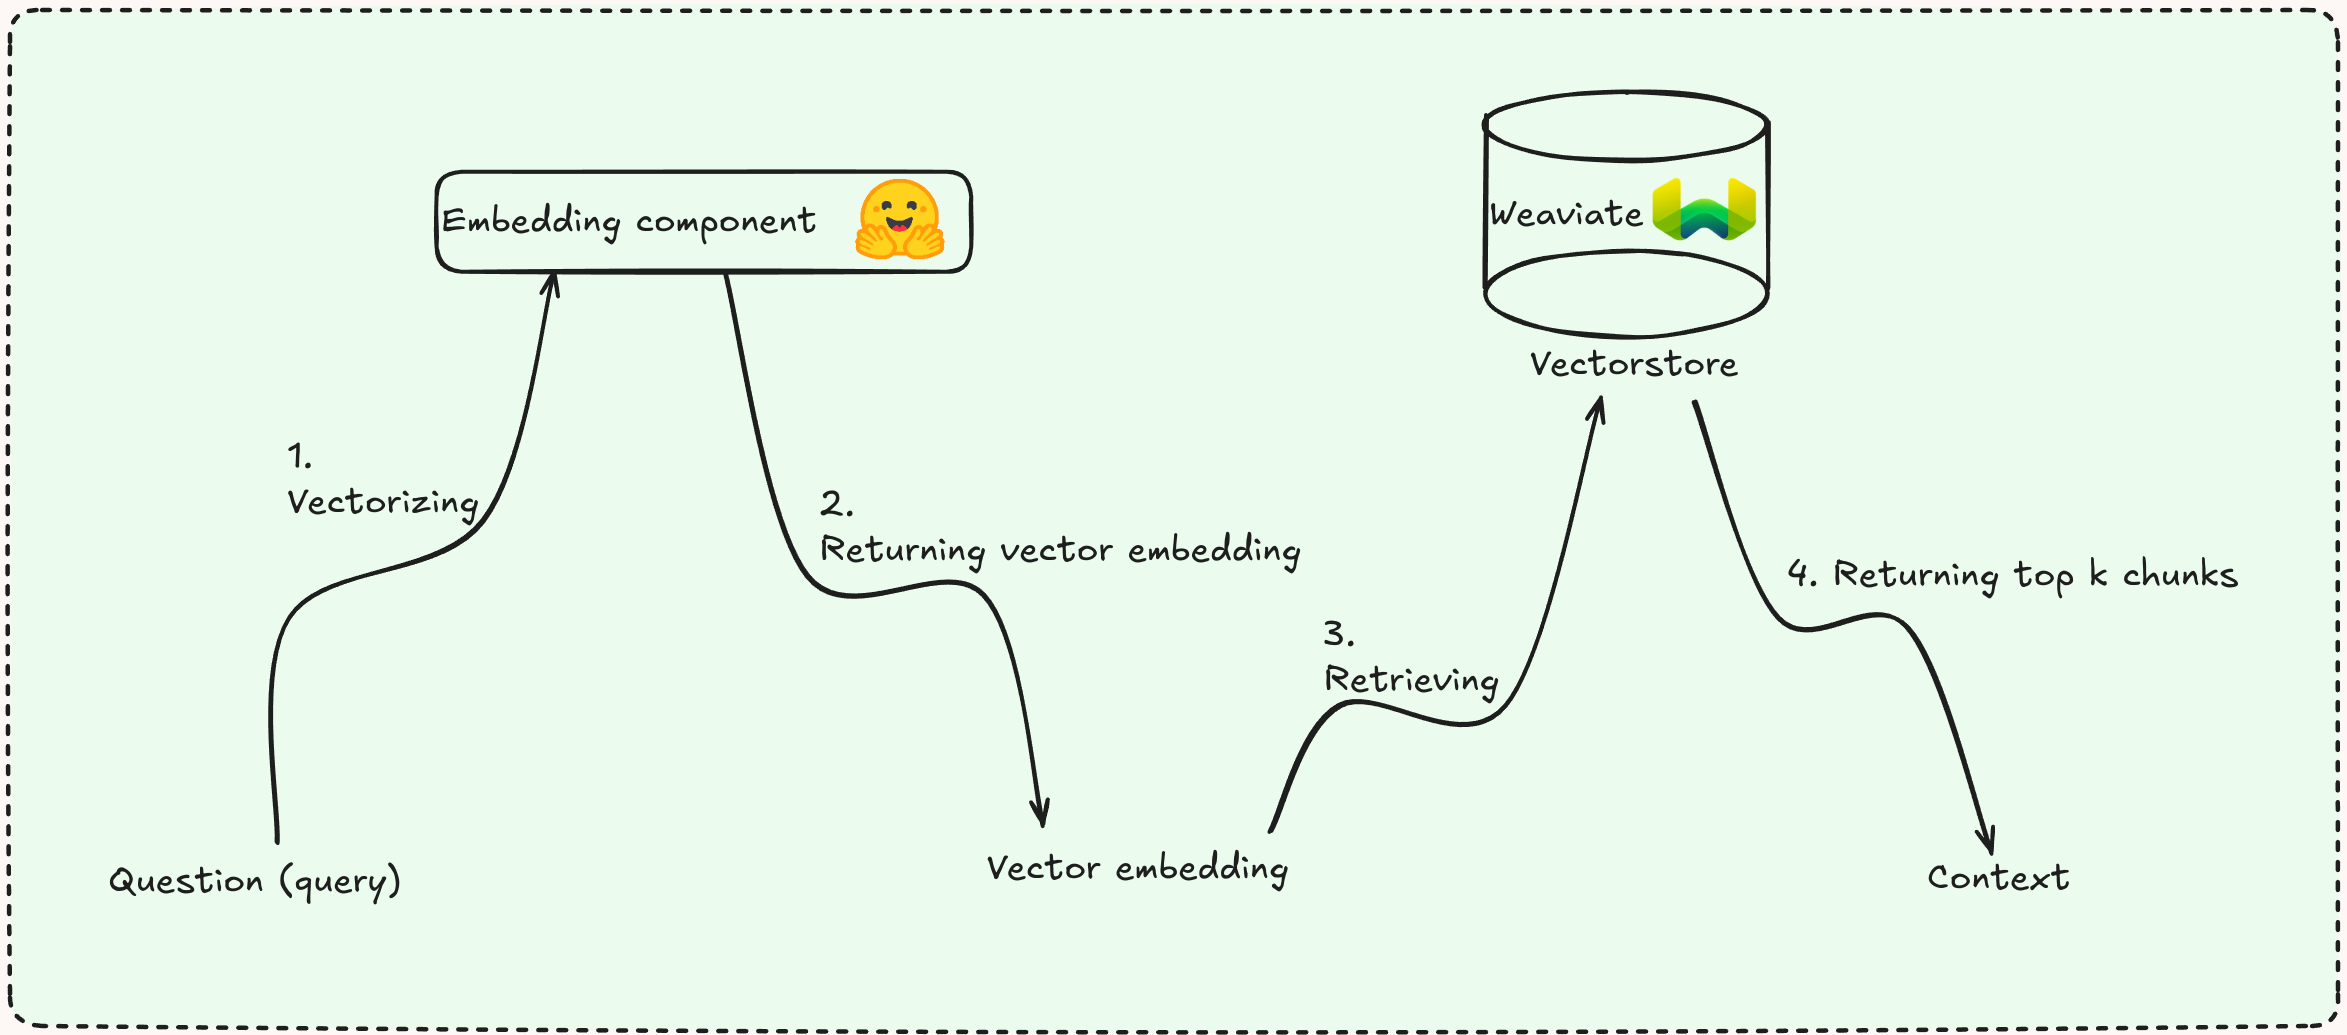 Embedding component
Weaviate
Vectorstore
1.
Vectorizing
2.
Returning vector embedding
3.
Retrieving
4. Returning top k chunks
Question (query)
Vector embedding
Context